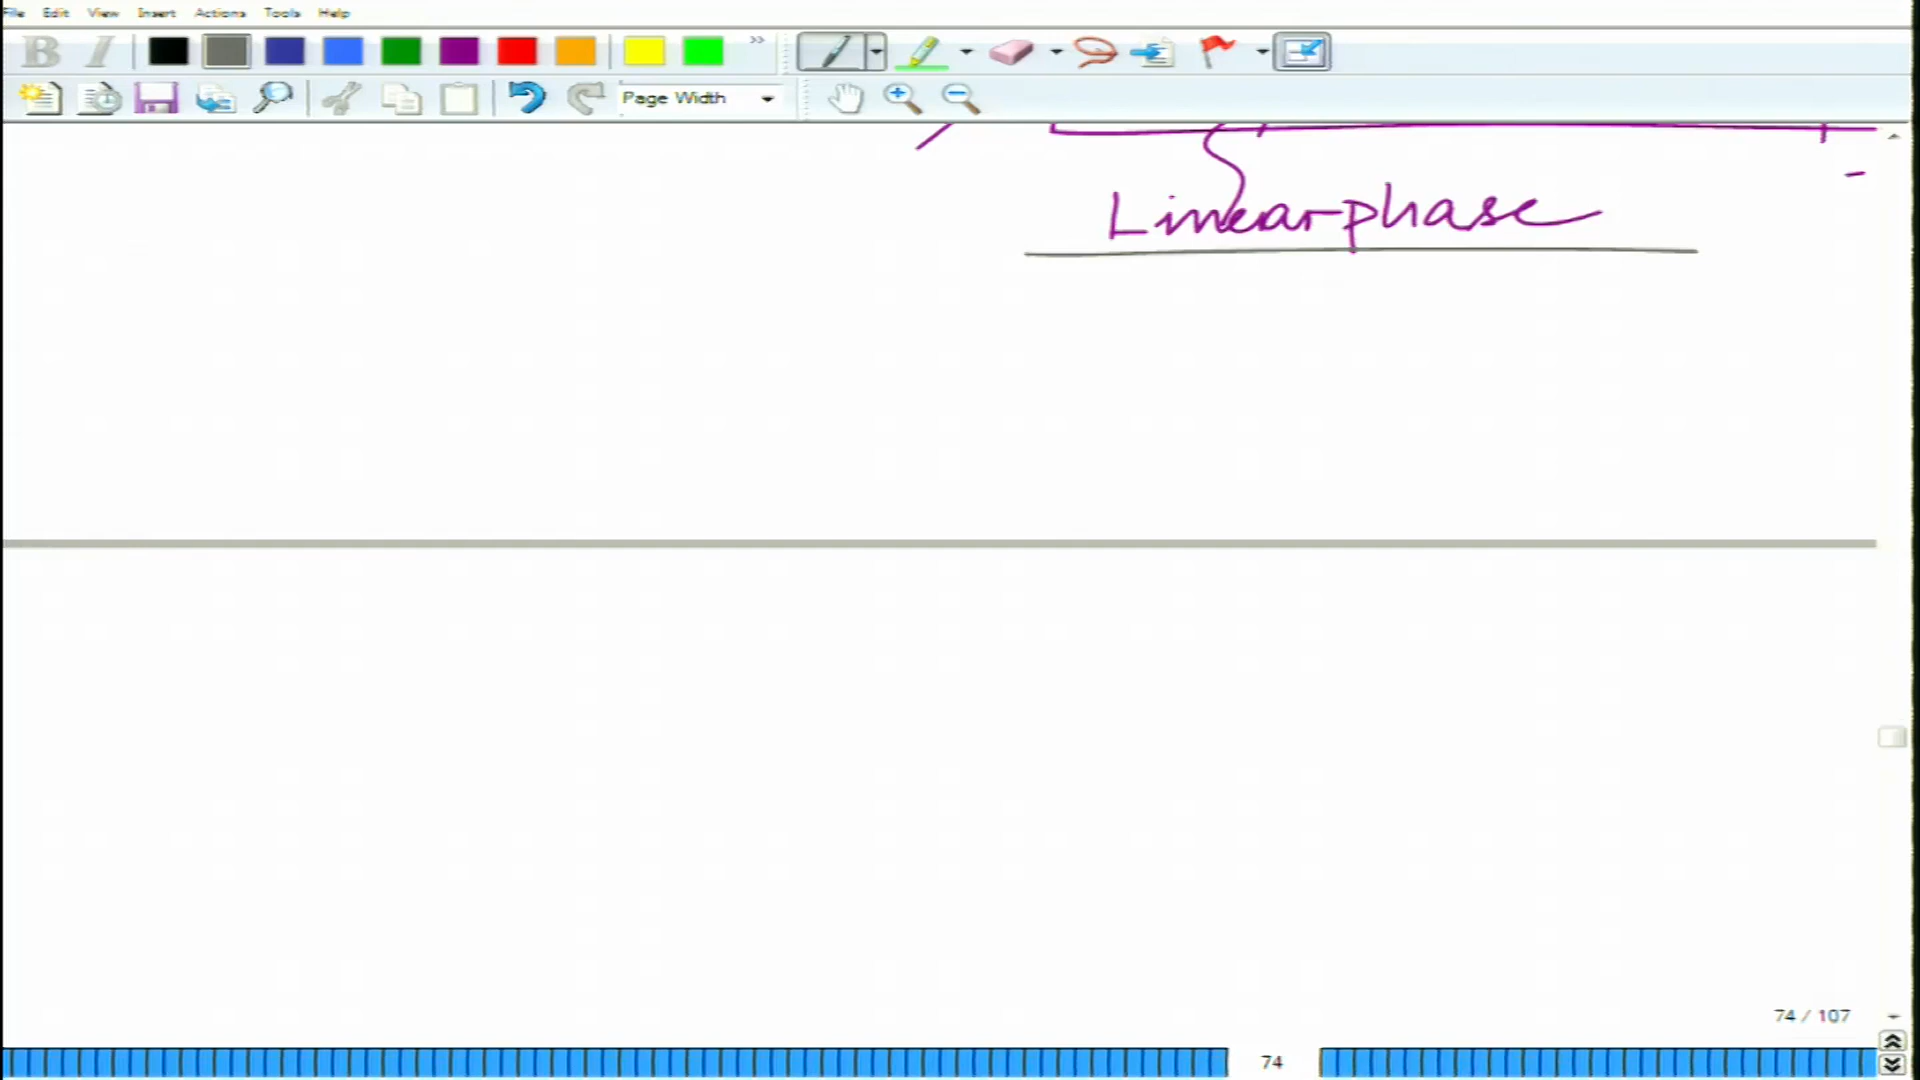 File Edit View Insert Actions Tools Help
B I
Page Width
Linearphase
74 / 107
74